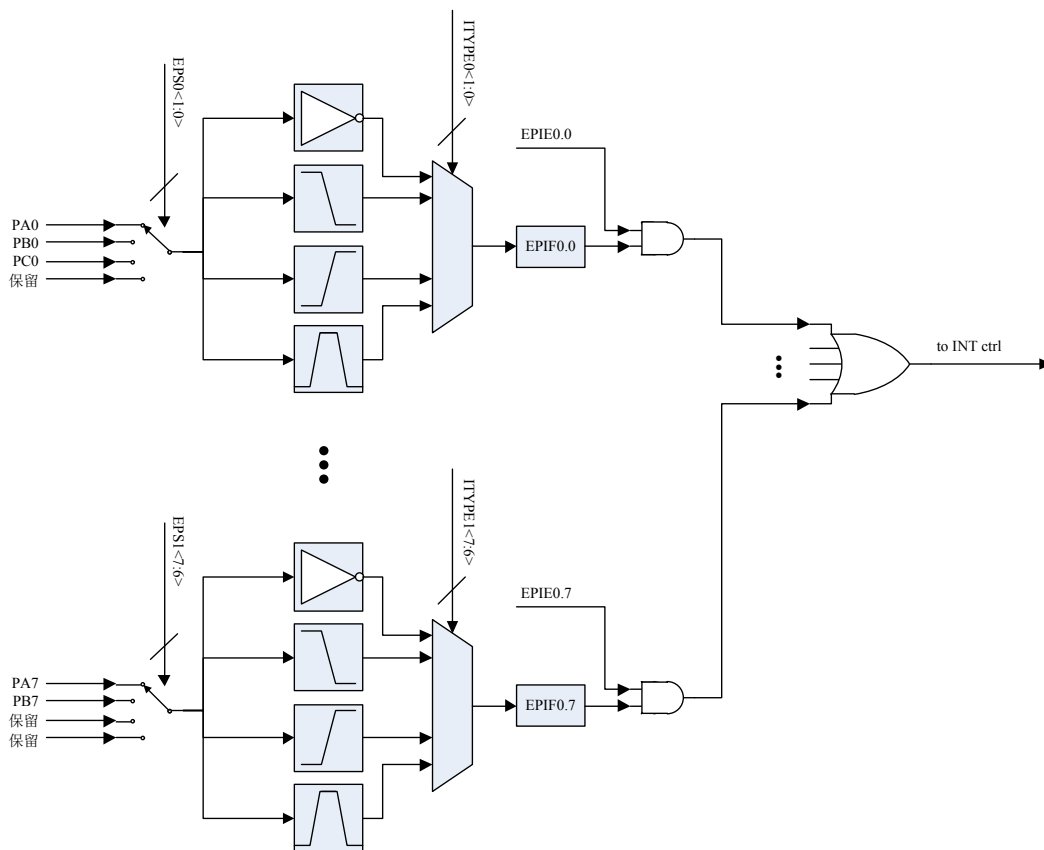 EPS0<1:0>
ITYPE0<1:0>
EPIE0.0
PA0
PB0
PC0
保留
EPIF0.0
to INT ctrl
EPS1<7:6>
ITYPE1<7:6>
EPIE0.7
PA7
PB7
保留
保留
EPIF0.7